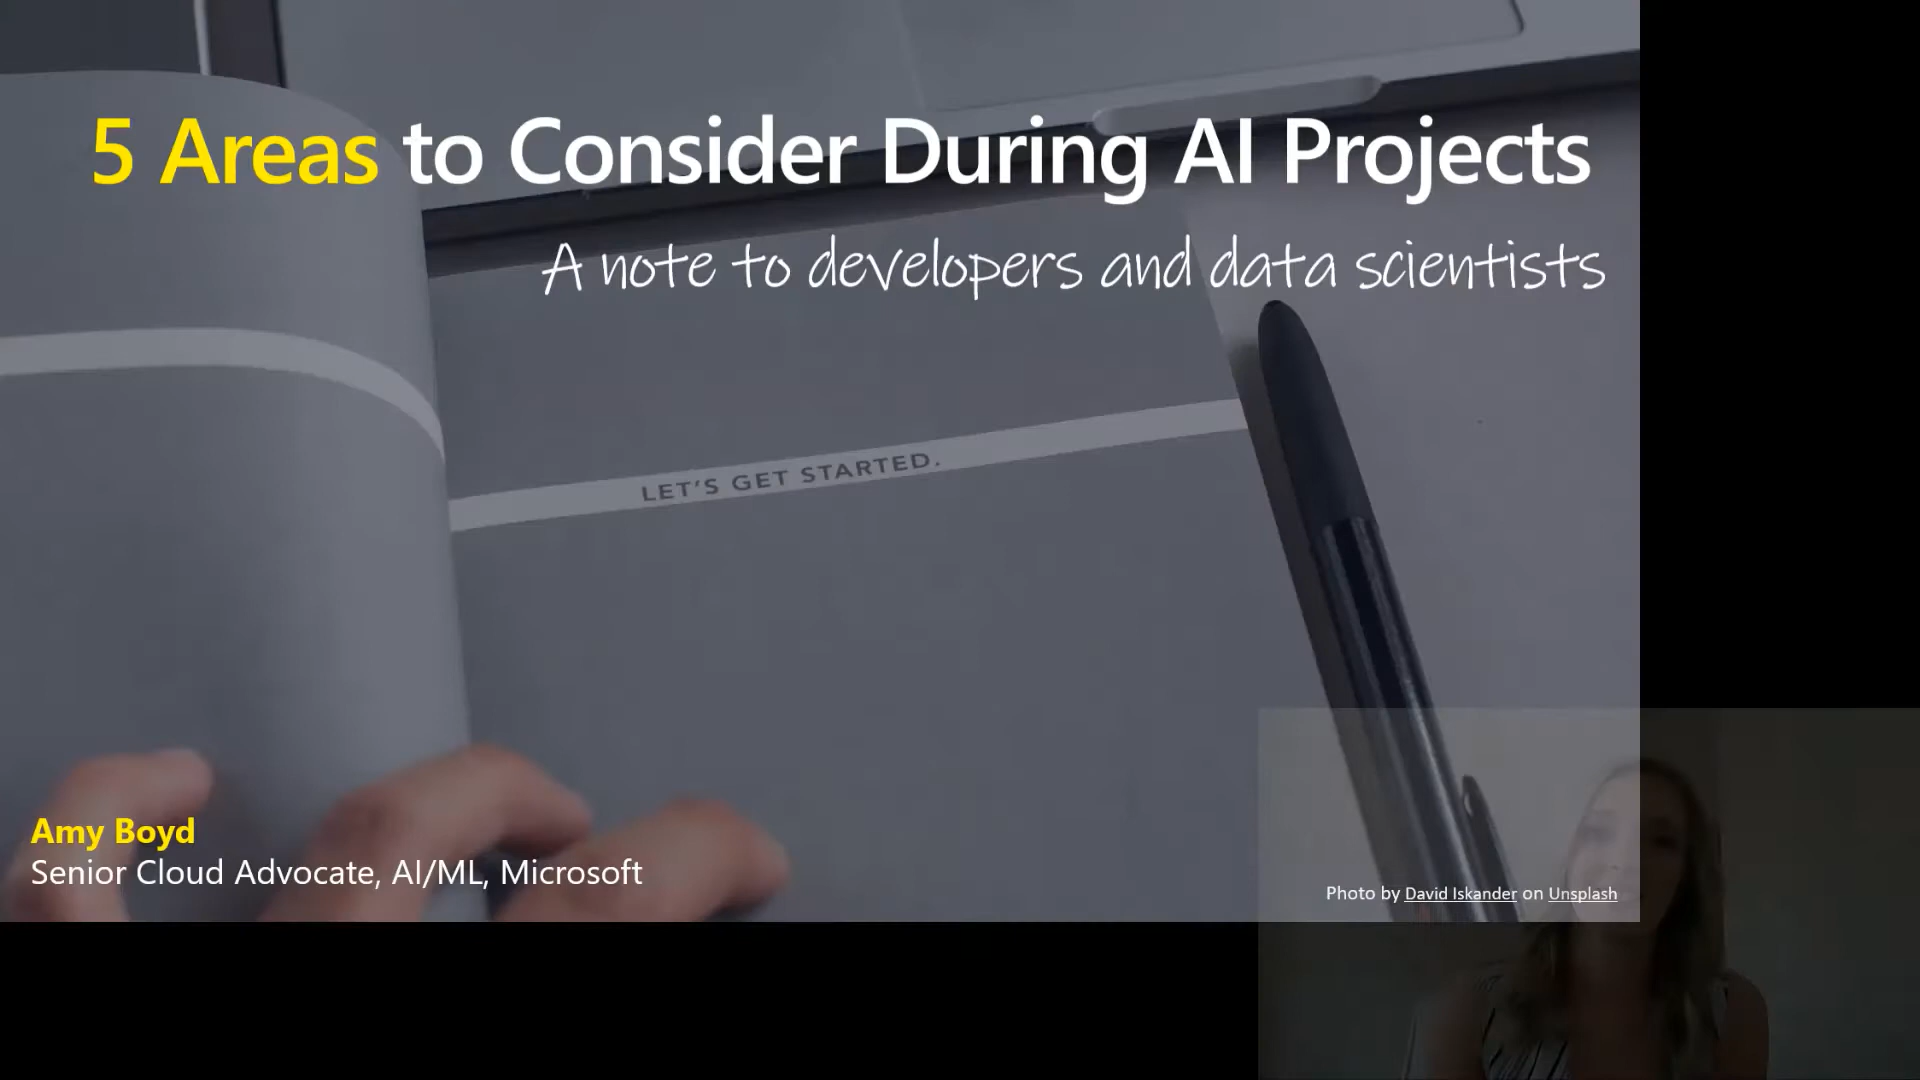 5 Areas to Consider During AI Projects
A note to developers and data scientists
LET'S GET STARTED.
Amy Boyd
Senior Cloud Advocate, AI/ML, Microsoft
Photo by David Iskander on Unsplash